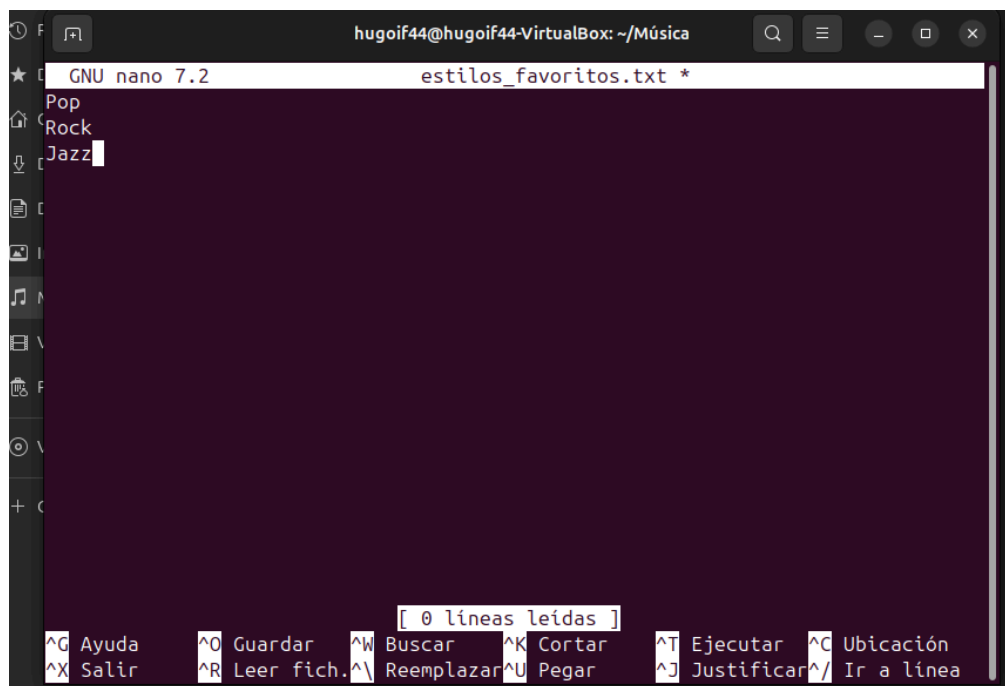 hugoif44@hugoif44-VirtualBox: ~/Música
GNU nano 7.2 estilos_favoritos.txt *
Pop
Rock
Jazz
[ 0 líneas leídas ]
^G Ayuda ^O Guardar ^W Buscar ^K Cortar ^T Ejecutar ^C Ubicación
^X Salir ^R Leer fich. ^\ Reemplazar ^U Pegar ^J Justificar ^/ Ir a línea